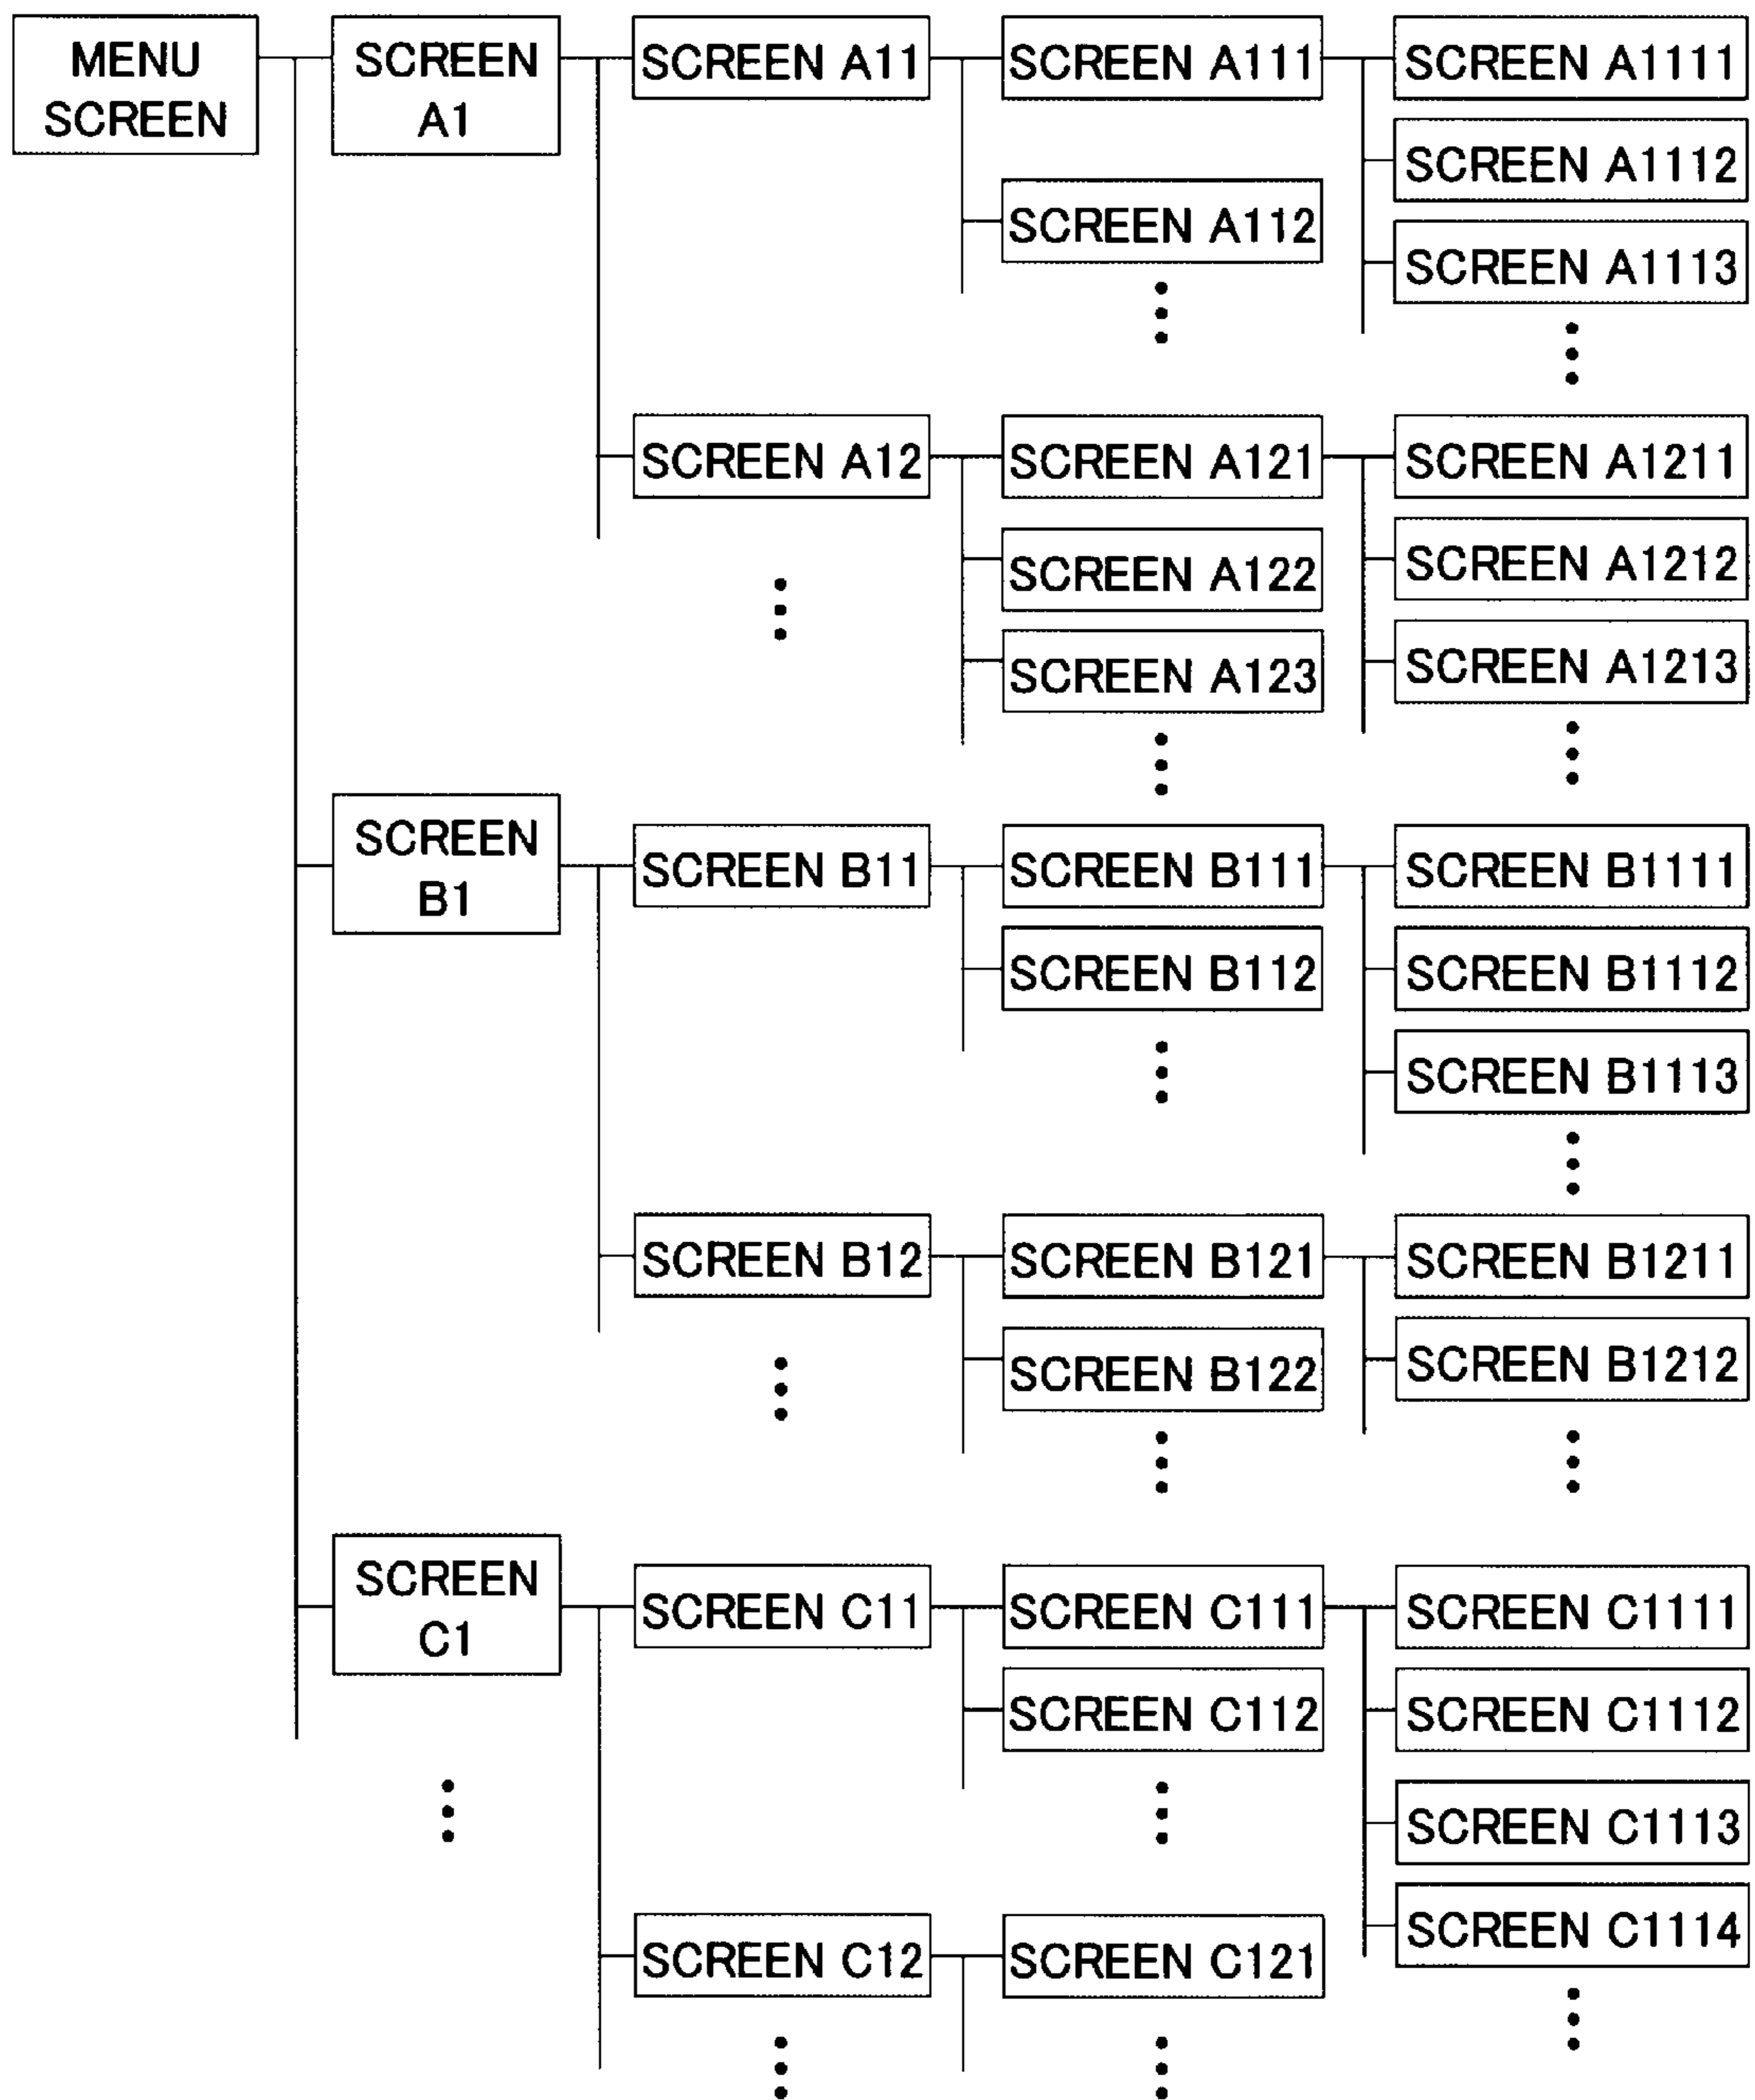 MENU
SCREEN
SCREEN
A1
SCREEN A11
SCREEN A111
SCREEN A1111
SCREEN A1112
SCREEN A1113
SCREEN A112
SCREEN A12
SCREEN A121
SCREEN A1211
SCREEN A1212
SCREEN A1213
SCREEN A122
SCREEN A123
SCREEN
B1
SCREEN B11
SCREEN B111
SCREEN B1111
SCREEN B1112
SCREEN B1113
SCREEN B112
SCREEN B12
SCREEN B121
SCREEN B1211
SCREEN B1212
SCREEN B122
SCREEN
C1
SCREEN C11
SCREEN C111
SCREEN C1111
SCREEN C1112
SCREEN C1113
SCREEN C1114
SCREEN C112
SCREEN C12
SCREEN C121